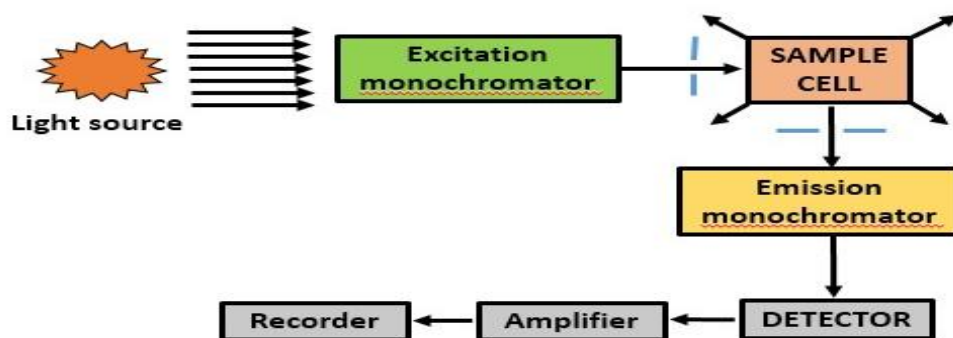 Light source
Excitation
monochromator
SAMPLE
CELL
Emission
monochromator
DETECTOR
Amplifier
Recorder